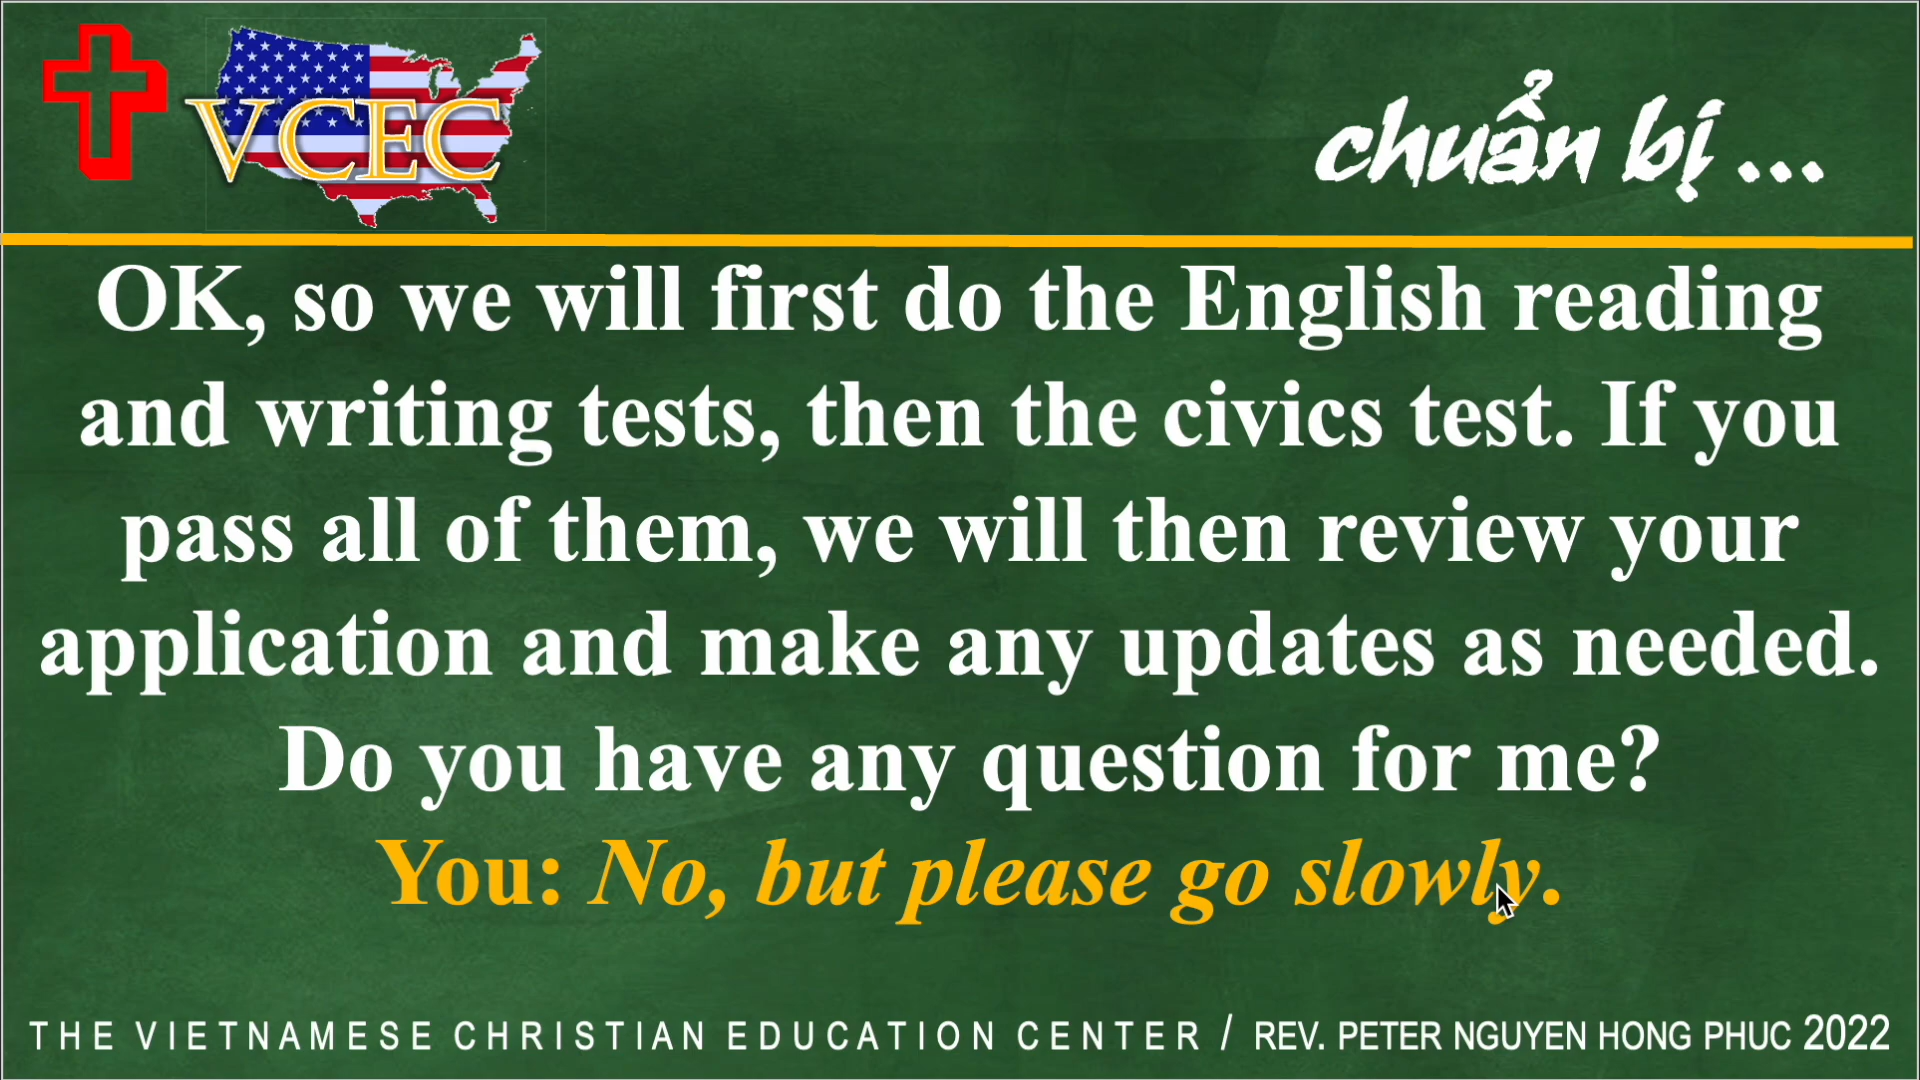 VCEC
chuẩn bị ...
OK, so we will first do the English reading
and writing tests, then the civics test. If you
pass all of them, we will then review your
application and make any updates as needed.
Do you have any question for me?
You: No, but please go slowly.
THE VIETNAMESE CHRISTIAN EDUCATION CENTER / REV. PETER NGUYEN HONG PHUC 2022